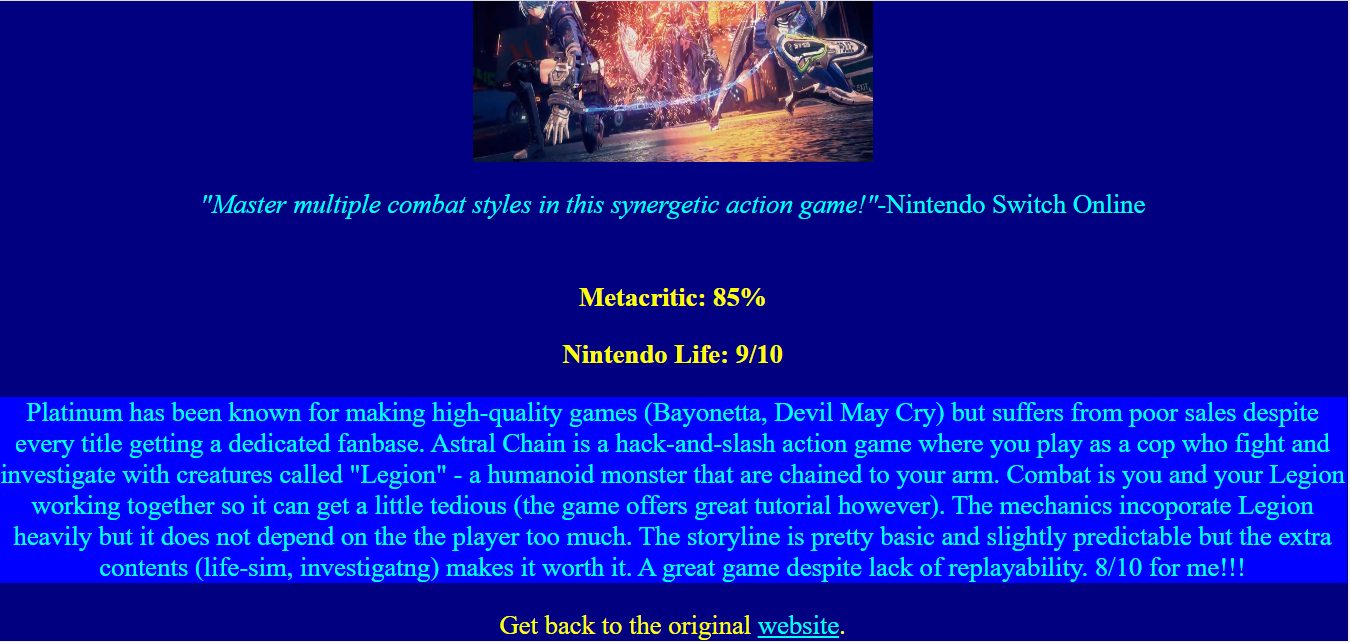 "Master multiple combat styles in this synergetic action game!"-Nintendo Switch Online
Metacritic: 85%
Nintendo Life: 9/10
Platinum has been known for making high-quality games (Bayonetta, Devil May Cry) but suffers from poor sales despite
every title getting a dedicated fanbase. Astral Chain is a hack-and-slash action game where you play as a cop who fight and
investigate with creatures called "Legion" - a humanoid monster that are chained to your arm. Combat is you and your Legion
working together so it can get a little tedious (the game offers great tutorial however). The mechanics incoporate Legion
heavily but it does not depend on the the player too much. The storyline is pretty basic and slightly predictable but the extra
contents (life-sim, investigatng) makes it worth it. A great game despite lack of replayability. 8/10 for me!!!
Get back to the original website.